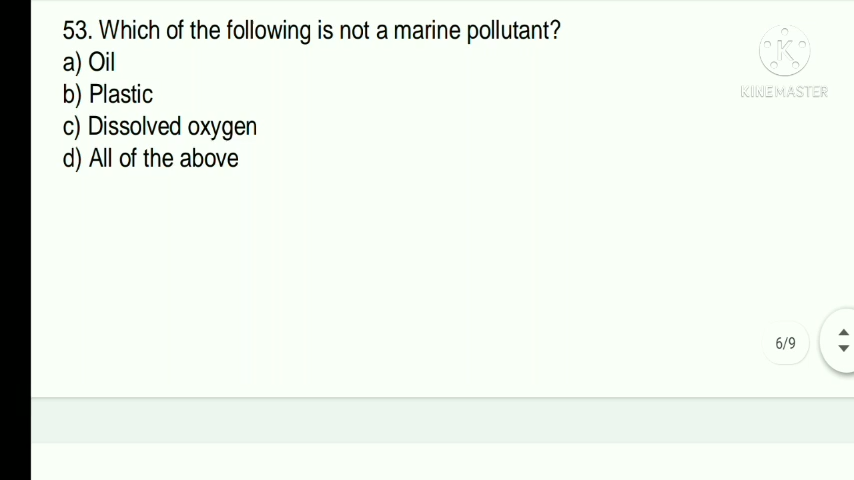 53. Which of the following is not a marine pollutant?
a) Oil
b) Plastic
c) Dissolved oxygen
d) All of the above
K
KINEMASTER
6/9